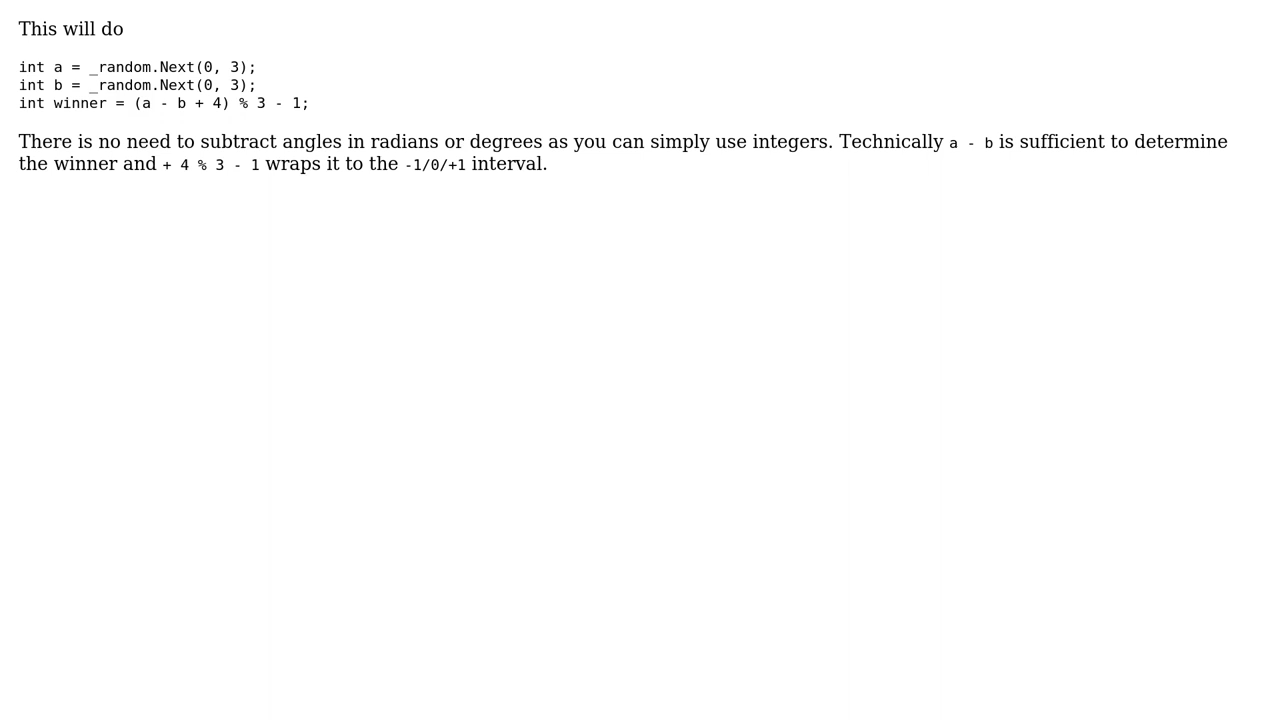 This will do
int a = _random.Next(0, 3);
int b = _random.Next(0, 3);
int winner = (a - b + 4) % 3 - 1;
There is no need to subtract angles in radians or degrees as you can simply use integers. Technically a - b is sufficient to determine
the winner and + 4 % 3 - 1 wraps it to the -1/0/+1 interval.